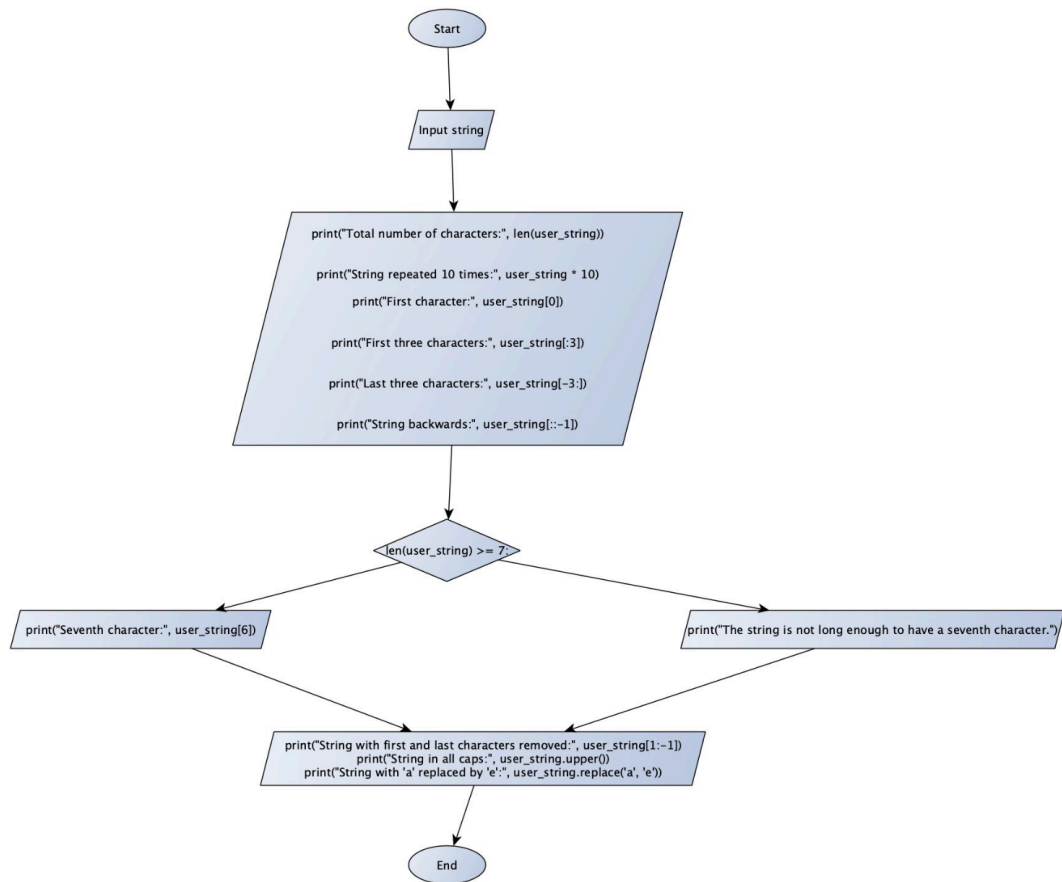 Start
Input string
print("Total number of characters:", len(user_string))
print("String repeated 10 times:", user_string * 10)
print("First character:", user_string[0])
print("First three characters:", user_string[:3])
print("Last three characters:", user_string[-3:])
print("String backwards:", user_string[::-1])
len(user_string) >= 7:
print("Seventh character:", user_string[6])
print("The string is not long enough to have a seventh character.")
print("String with first and last characters removed:", user_string[1:-1])
print("String in all caps:", user_string.upper())
print("String with 'a' replaced by 'e':", user_string.replace('a', 'e'))
End